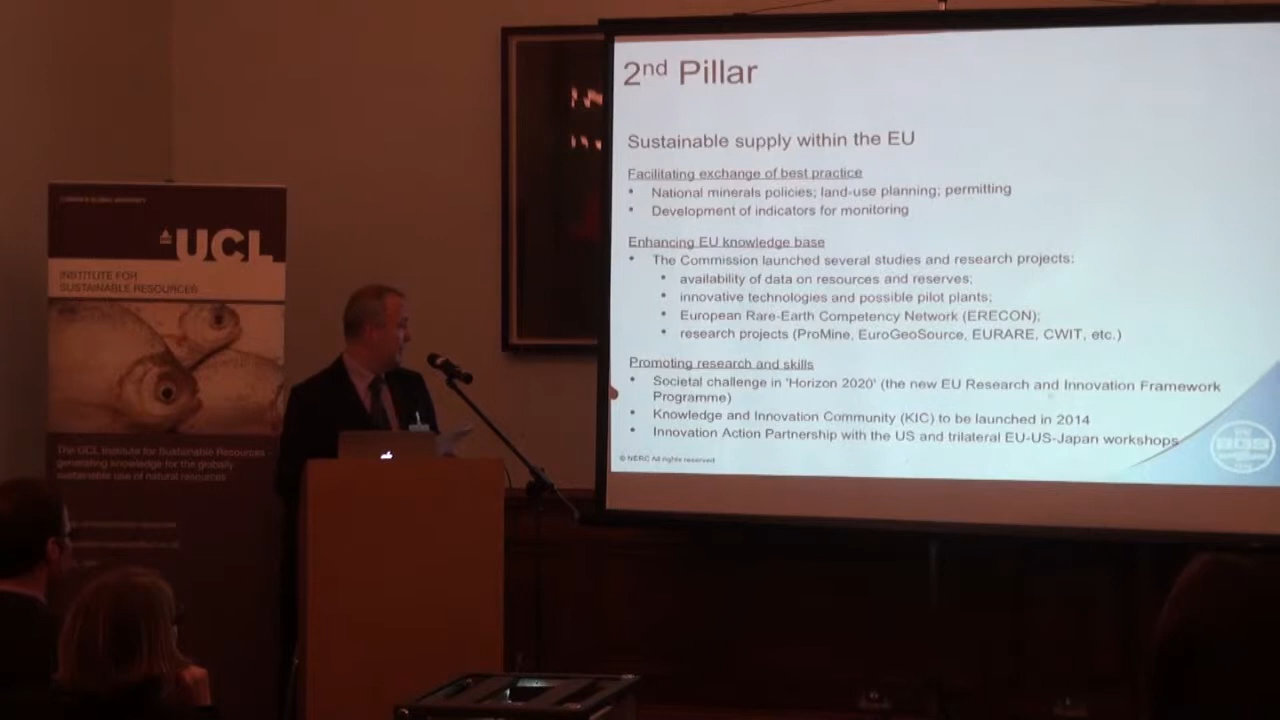 2nd Pillar
Sustainable supply within the EU
Facilitating exchange of best practice
• National minerals policies; land-use planning; permitting
• Development of indicators for monitoring
Enhancing EU knowledge base
• The Commission launched several studies and research projects:
• availability of data on resources and reserves;
• innovative technologies and possible pilot plants;
• European Rare-Earth Competency Network (ERECON);
• research projects (ProMine, EuroGeoSource, EURARE, CWIT, etc.)
Promoting research and skills
• Societal challenge in 'Horizon 2020' (the new EU Research and Innovation Framework
Programme)
• Knowledge and Innovation Community (KIC) to be launched in 2014
• Innovation Action Partnership with the US and trilateral EU-US-Japan workshops
© NERC All rights reserved
LONDON'S GLOBAL UNIVERSITY
UCL
INSTITUTE FOR
SUSTAINABLE RESOURCES
The UCL Institute for Sustainable Resources -
generating knowledge for the globally
sustainable use of natural resources